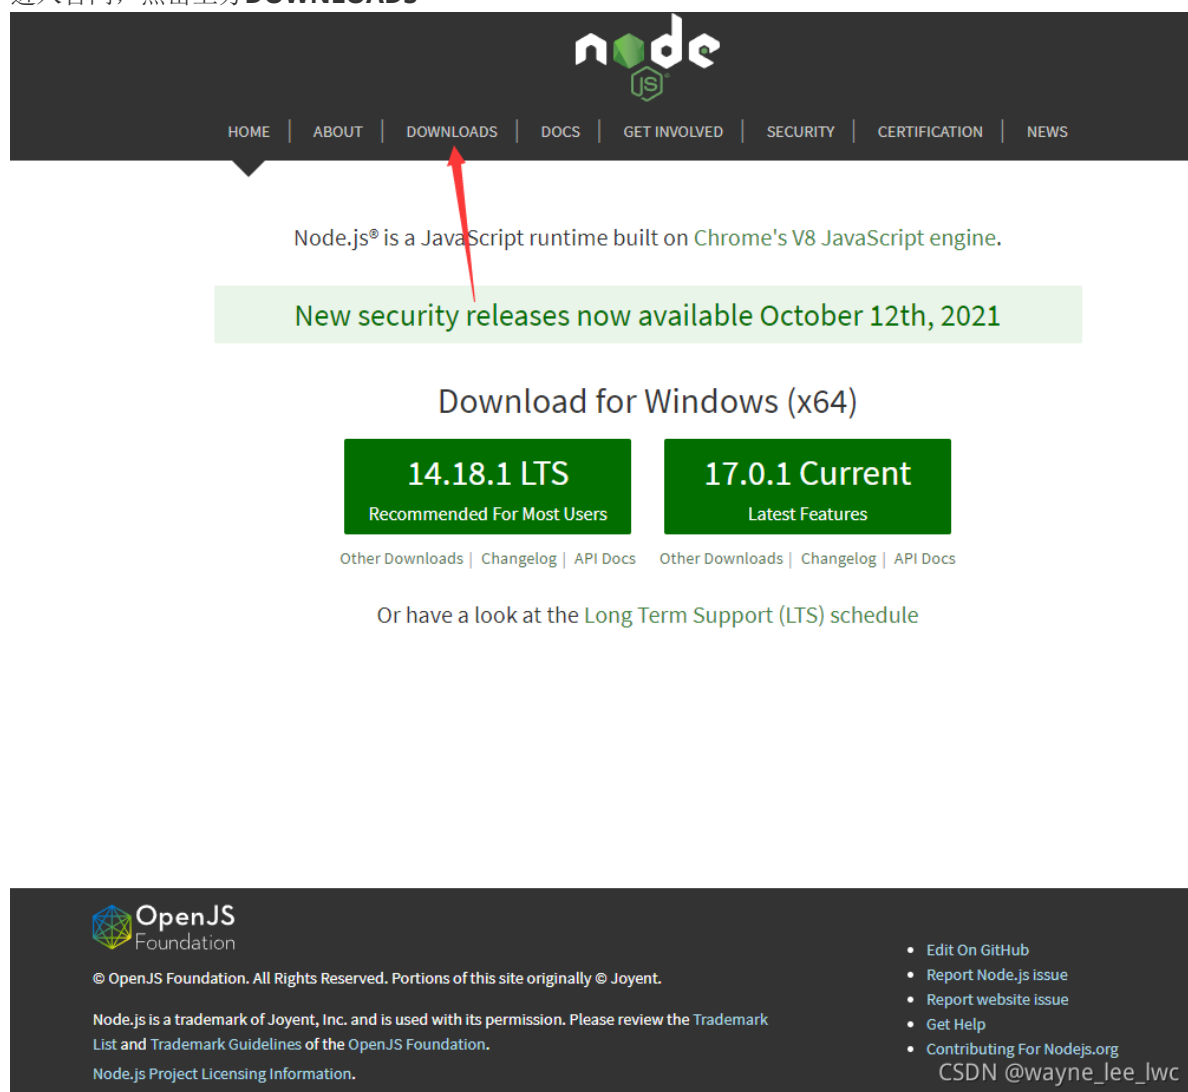 DOWNLOADS
node
JS
HOME | ABOUT | DOWNLOADS | DOCS | GET INVOLVED | SECURITY | CERTIFICATION | NEWS
Node.js® is a JavaScript runtime built on Chrome's V8 JavaScript engine.
New security releases now available October 12th, 2021
Download for Windows (x64)
14.18.1 LTS
Recommended For Most Users
17.0.1 Current
Latest Features
Other Downloads | Changelog | API Docs
Other Downloads | Changelog | API Docs
Or have a look at the Long Term Support (LTS) schedule
OpenJS
Foundation
© OpenJS Foundation. All Rights Reserved. Portions of this site originally © Joyent.
Node.js is a trademark of Joyent, Inc. and is used with its permission. Please review the Trademark
List and Trademark Guidelines of the OpenJS Foundation.
Node.js Project Licensing Information.
Edit On GitHub
Report Node.js issue
Report website issue
Get Help
Contributing For Nodejs.org
CSDN @wayne_lee_lwc